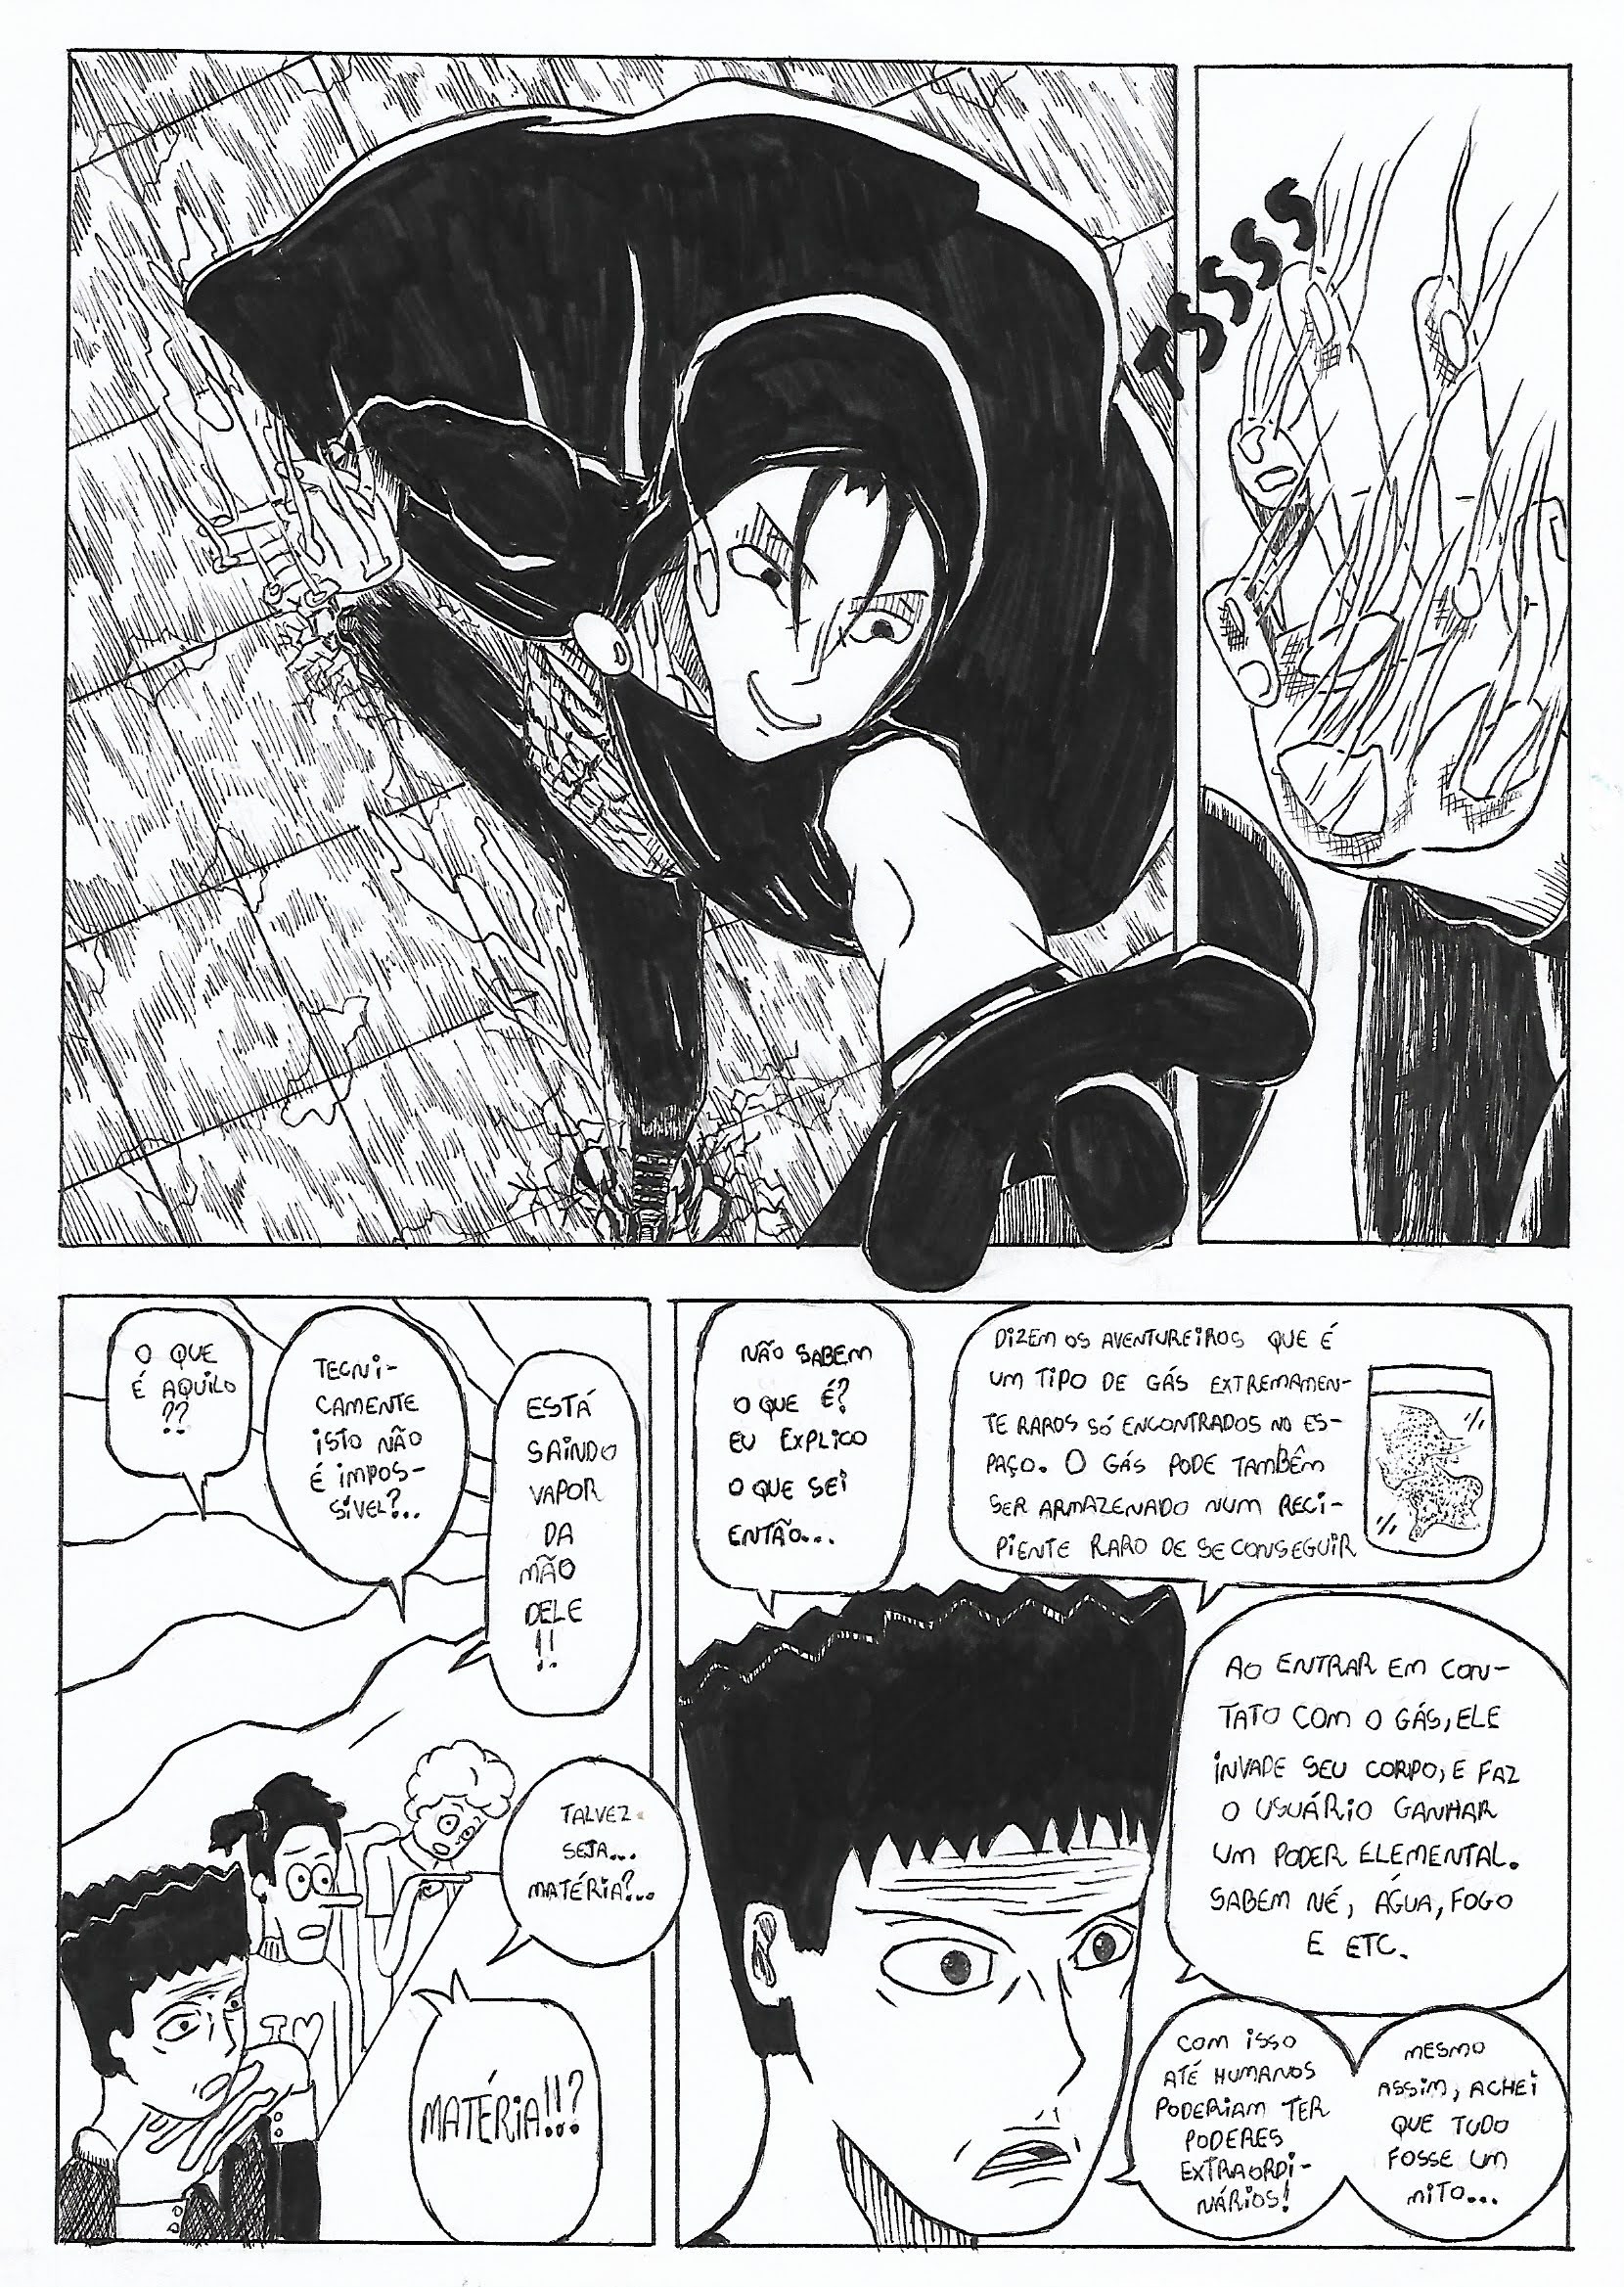 TSSSS
O QUE
É AQUILO
??
TECNI-
CAMENTE
ISTO NÃO
É IMPOS-
SÍVEL?...
ESTÁ
SAINDO
VAPOR
DA
MÃO
DELE
!!
TALVEZ
SEJA...
MATÉRIA?...
MATÉRIA!!?
NÃO SABEM
O QUE É?
EU EXPLICO
O QUE SEI
ENTÃO...
DIZEM OS AVENTUREIROS QUE É
UM TIPO DE GÁS EXTREMAMEN-
TE RAROS SÓ ENCONTRADOS NO ES-
PAÇO. O GÁS PODE TAMBÊM
SER ARMAZENADO NUM RECI-
PIENTE RARO DE SE CONSEGUIR
AO ENTRAR EM CON-
TATO COM O GÁS, ELE
INVADE SEU CORPO, E FAZ
O USUÁRIO GANHAR
UM PODER ELEMENTAL.
SABEM NÉ, ÁGUA, FOGO
E ETC.
COM ISSO
ATÉ HUMANOS
PODERIAM TER
PODERES
EXTRAORDI-
NÁRIOS!
MESMO
ASSIM, ACHEI
QUE TUDO
FOSSE UM
MITO...